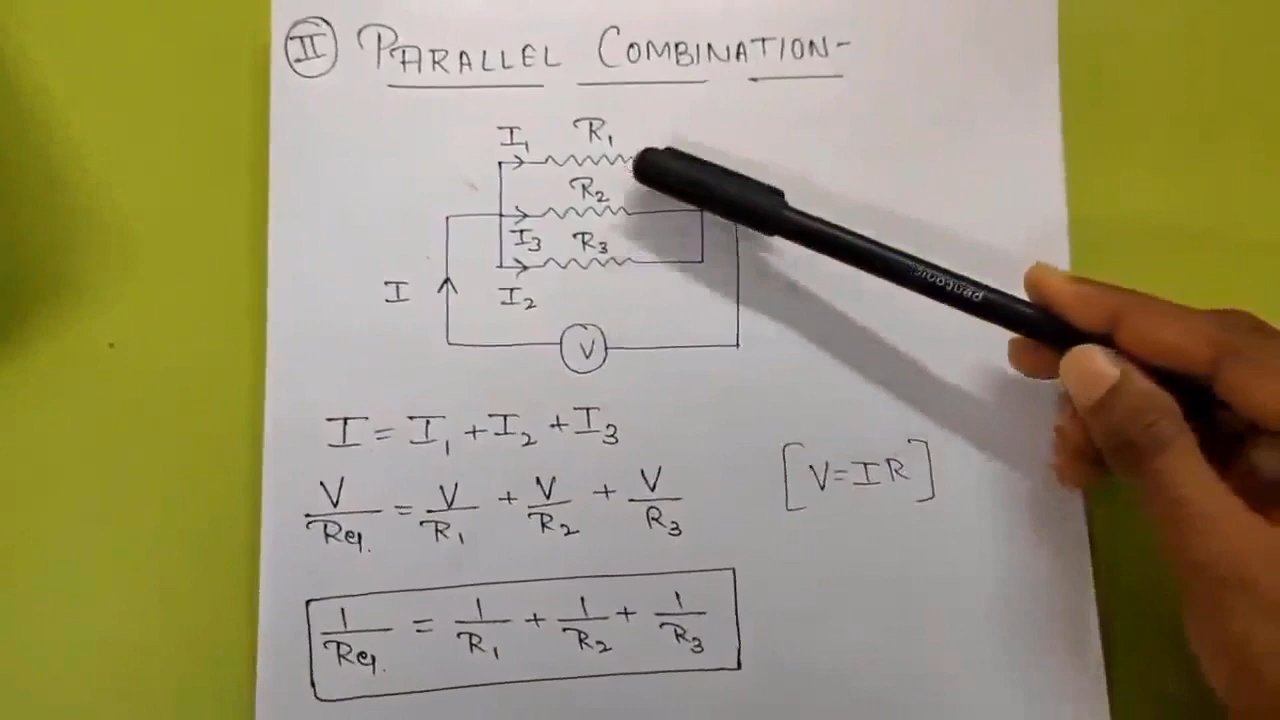 II PARALLEL COMBINATION-
I₁ R₁
R₂
I₃ R₃
I I₂
V
pentonic
I = I₁ + I₂ + I₃
V/Req. = V/R₁ + V/R₂ + V/R₃
[V=IR]
1/Req. = 1/R₁ + 1/R₂ + 1/R₃